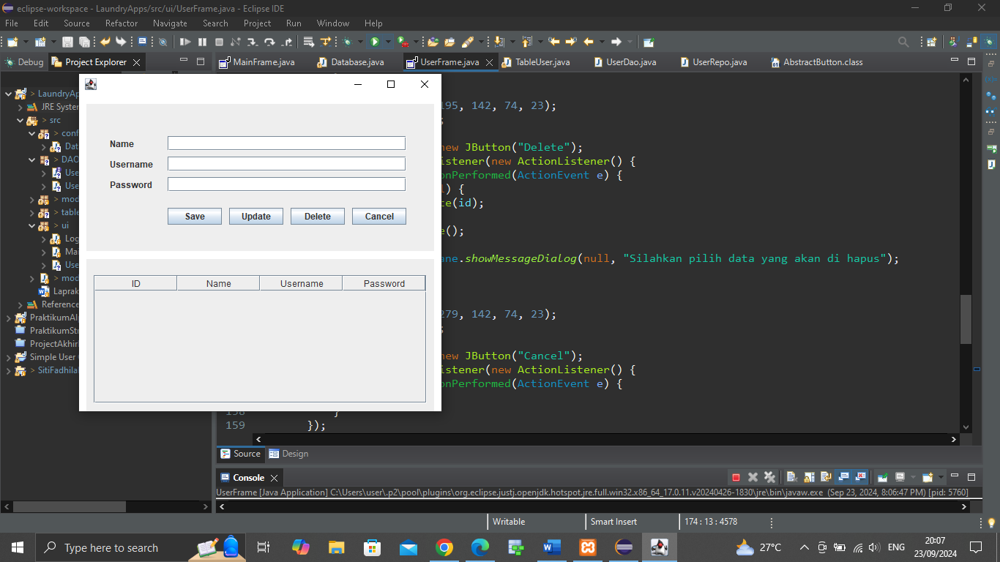 eclipse-workspace - LaundryApps/src/ui/UserFrame.java - Eclipse IDE
File Edit Source Refactor Navigate Search Project Run Window Help
Debug Project Explorer MainFrame.java Database.java UserFrame.java TableUser.java UserDao.java UserRepo.java AbstractButton.class
> LaundryAp
JRE System
> src
> conf
> Dat
> DAO
> Use
> Use
> mod
> table
> ui
> Log
> Mai
> Use
> mod
Laprak
Reference
PraktikumAl
PraktikumStr
ProjectAkhiri
Simple User
> SitiFadhila
Name
Username
Password
Save Update Delete Cancel
ID Name Username Password
195, 142, 74, 23);
;
new JButton("Delete");
istener(new ActionListener() {
onPerformed(ActionEvent e) {
l) {
te(id);
e();
ane.showMessageDialog(null, "Silahkan pilih data yang akan di hapus");
279, 142, 74, 23);
;
new JButton("Cancel");
istener(new ActionListener() {
onPerformed(ActionEvent e) {
158 }
159 });
Source Design
Console
UserFrame [Java Application] C:\Users\user\.p2\pool\plugins\org.eclipse.justj.openjdk.hotspot.jre.full.win32.x86_64_17.0.11.v20240426-1830\jre\bin\javaw.exe (Sep 23, 2024, 8:06:47 PM) [pid: 5760]
Writable Smart Insert 174 : 13 : 4578
Type here to search 27°C ENG 20:07
23/09/2024